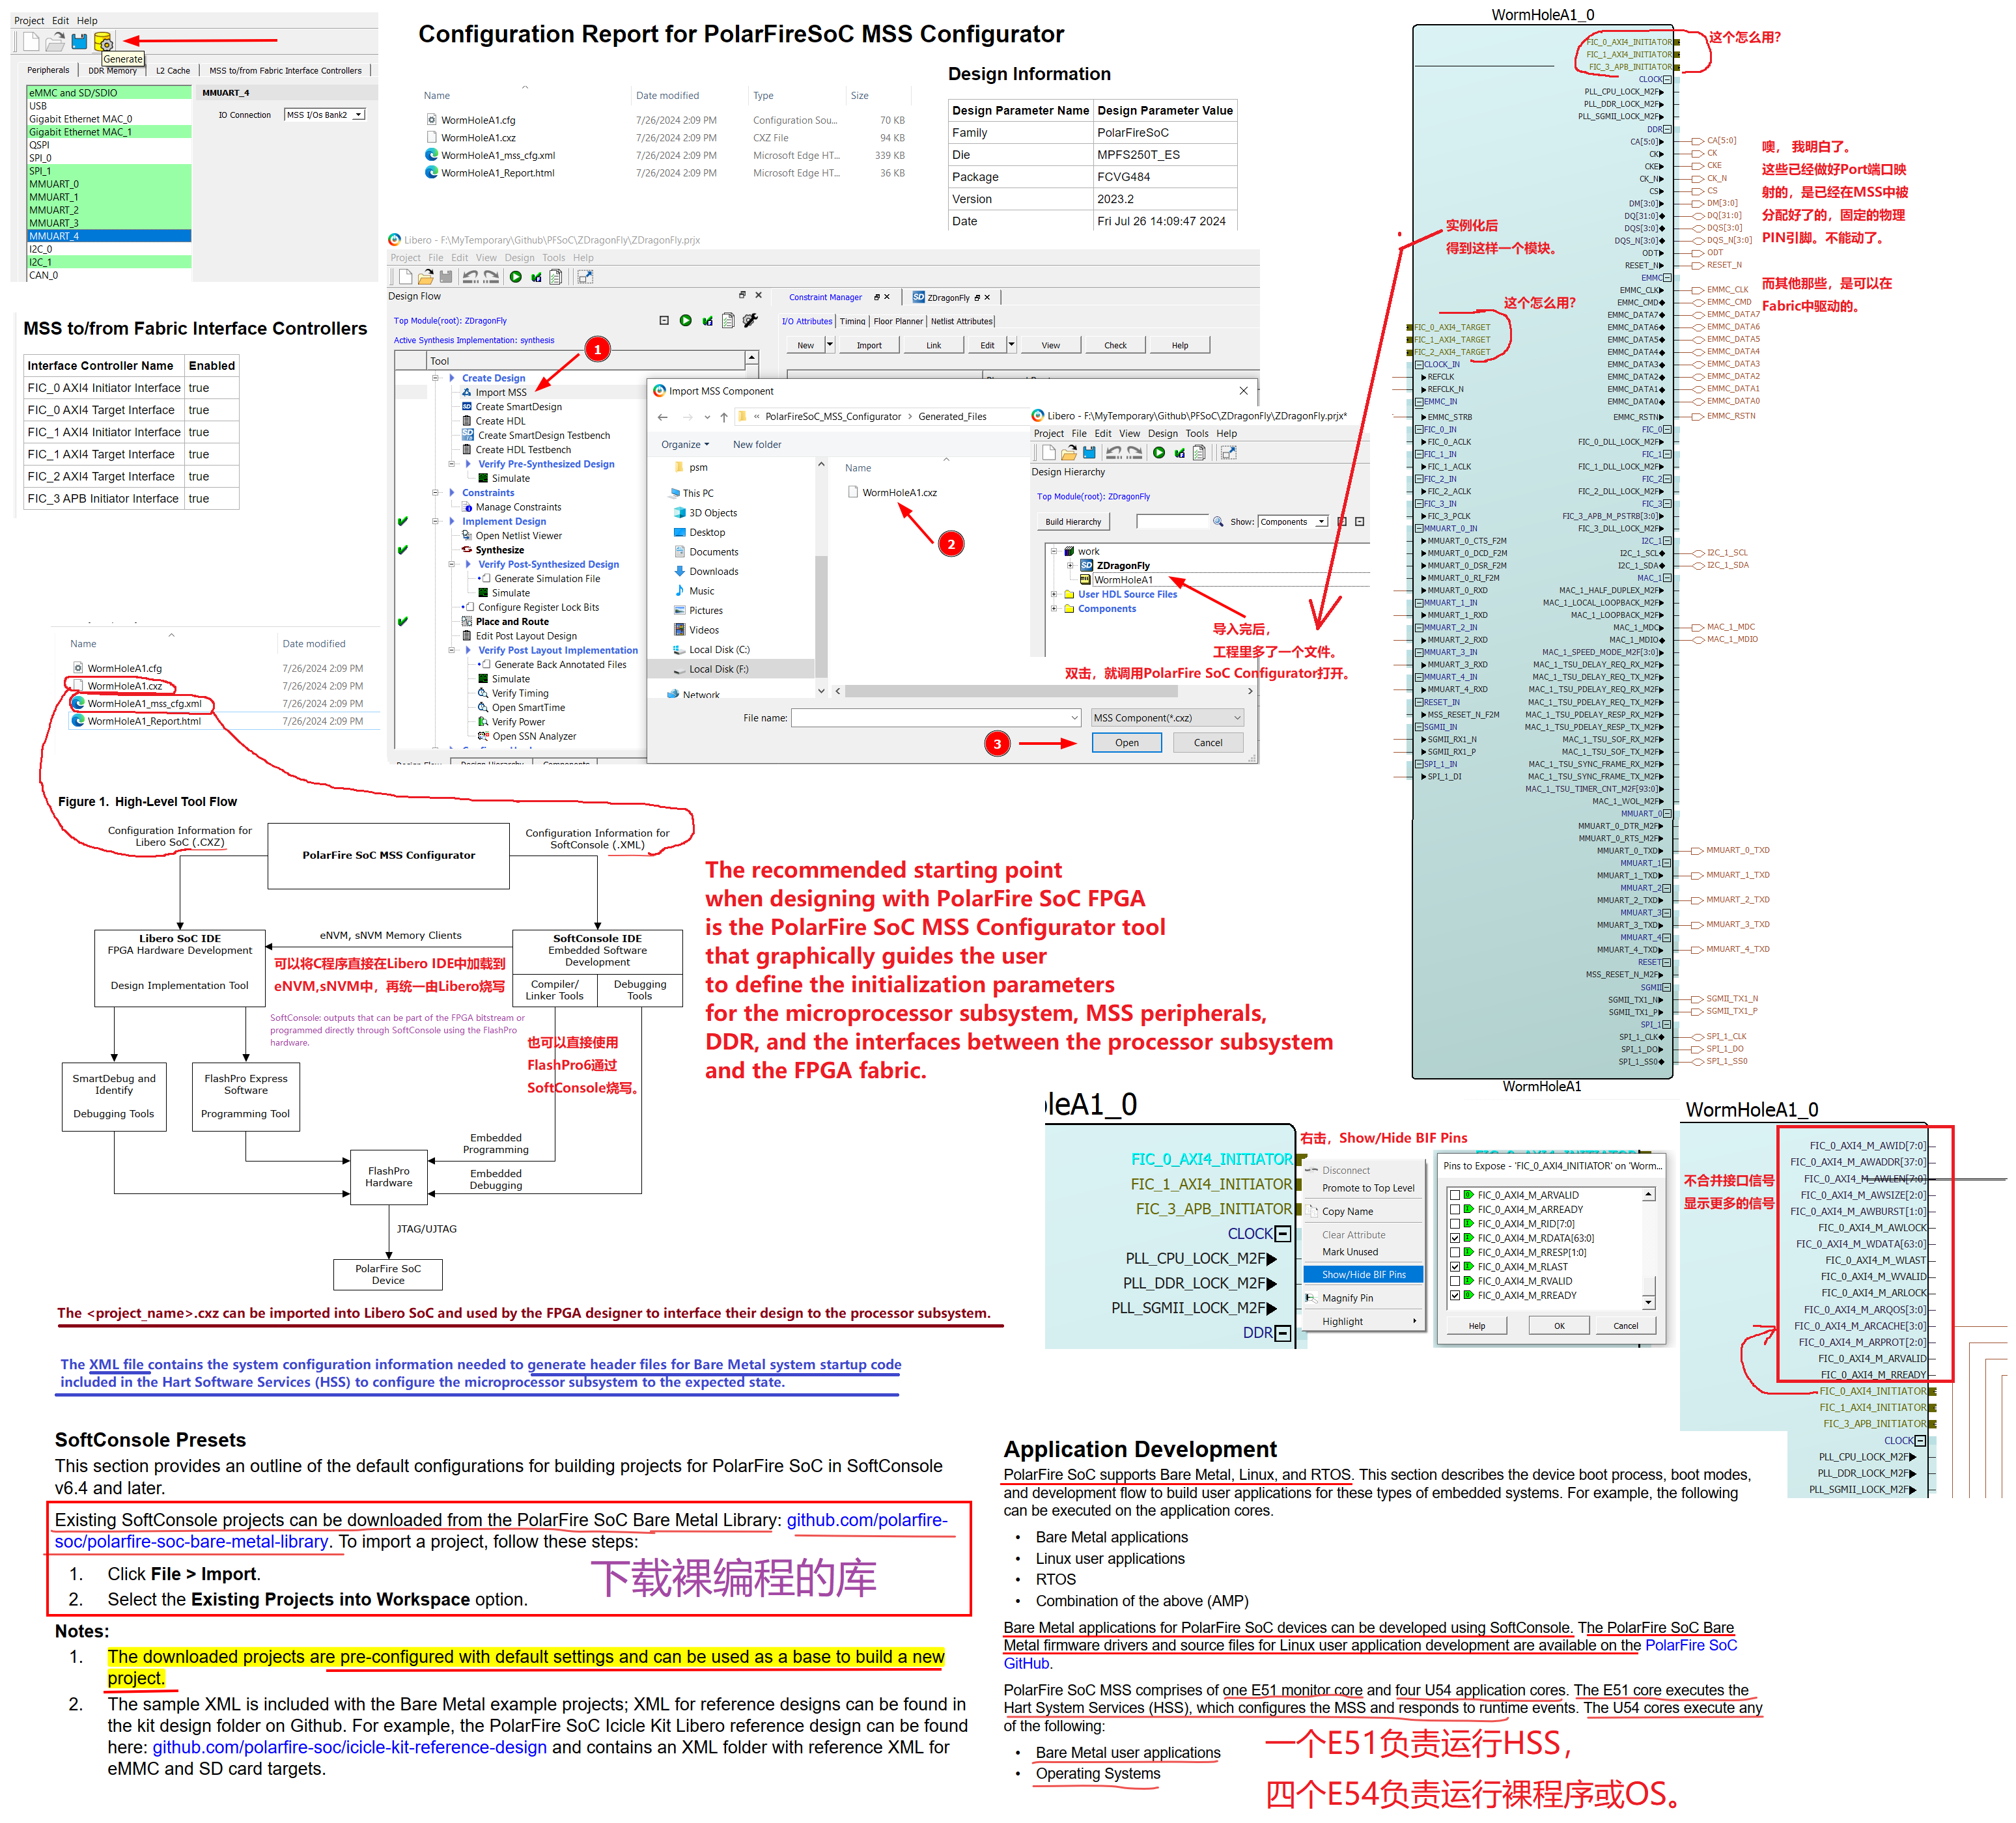 Project Edit Help
Generate
Peripherals
DDR Memory
L2 Cache
MSS to/from Fabric Interface Controllers
eMMC and SD/SDIO
USB
Gigabit Ethernet MAC_0
Gigabit Ethernet MAC_1
QSPI
SPI_0
SPI_1
MMUART_0
MMUART_1
MMUART_2
MMUART_3
MMUART_4
I2C_0
I2C_1
CAN_0
MMUART_4
IO Connection MSS I/Os Bank2
Configuration Report for PolarFireSoC MSS Configurator
Name Date modified Type Size
WormHoleA1.cfg 7/26/2024 2:09 PM Configuration Sou... 70 KB
WormHoleA1.cxz 7/26/2024 2:09 PM CXZ File 94 KB
WormHoleA1_mss_cfg.xml 7/26/2024 2:09 PM Microsoft Edge HT... 339 KB
WormHoleA1_Report.html 7/26/2024 2:09 PM Microsoft Edge HT... 36 KB
Design Information
Design Parameter Name Design Parameter Value
Family PolarFireSoC
Die MPFS250T_ES
Package FCVG484
Version 2023.2
Date Fri Jul 26 14:09:47 2024
MSS to/from Fabric Interface Controllers
Interface Controller Name Enabled
FIC_0 AXI4 Initiator Interface true
FIC_0 AXI4 Target Interface true
FIC_1 AXI4 Initiator Interface true
FIC_1 AXI4 Target Interface true
FIC_2 AXI4 Target Interface true
FIC_3 APB Initiator Interface true
Libero - F:\MyTemporary\Github\PFSoC\ZDragonFly\ZDragonFly.prjx
Project File Edit View Design Tools Help
Design Flow
Top Module(root): ZDragonFly
Active Synthesis Implementation: synthesis
Tool
Create Design
Import MSS
Create SmartDesign
Create HDL
Create SmartDesign Testbench
Create HDL Testbench
Verify Pre-Synthesized Design
Simulate
Constraints
Manage Constraints
Implement Design
Open Netlist Viewer
Synthesize
Verify Post-Synthesized Design
Generate Simulation File
Simulate
Configure Register Lock Bits
Place and Route
Edit Post Layout Design
Verify Post Layout Implementation
Generate Back Annotated Files
Simulate
Verify Timing
Open SmartTime
Verify Power
Open SSN Analyzer
Design Hierarchy
Components
1
Constraint Manager
ZDragonFly
I/O Attributes Timing Floor Planner Netlist Attributes
New Import Link Edit View Check Help
Import MSS Component
« PolarFireSoC_MSS_Configurator › Generated_Files
Organize New folder
psm
This PC
3D Objects
Desktop
Documents
Downloads
Music
Pictures
Videos
Local Disk (C:)
Local Disk (F:)
Network
Name
WormHoleA1.cxz
2
File name:
MSS Component(*.cxz)
3
Open Cancel
Libero - F:\MyTemporary\Github\PFSoC\ZDragonFly\ZDragonFly.prjx*
Project File Edit View Design Tools Help
Design Hierarchy
Top Module(root): ZDragonFly
Build Hierarchy
Show: Components
work
ZDragonFly
WormHoleA1
User HDL Source Files
Components
导入完后，
工程里多了一个文件。
双击，就调用PolarFire SoC Configurator打开。
实例化后
得到这样一个模块。
WormHoleA1_0
这个怎么用？
FIC_0_AXI4_INITIATOR
FIC_1_AXI4_INITIATOR
FIC_3_APB_INITIATOR
CLOCK
PLL_CPU_LOCK_M2F
PLL_DDR_LOCK_M2F
PLL_SGMII_LOCK_M2F
DDR
CA[5:0] CA[5:0]
CK CK
CKE CKE
CK_N CK_N
CS CS
DM[3:0] DM[3:0]
DQ[31:0] DQ[31:0]
DQS[3:0] DQS[3:0]
DQS_N[3:0] DQS_N[3:0]
ODT ODT
RESET_N RESET_N
EMMC
EMMC_CLK EMMC_CLK
EMMC_CMD EMMC_CMD
EMMC_DATA7 EMMC_DATA7
EMMC_DATA6 EMMC_DATA6
EMMC_DATA5 EMMC_DATA5
EMMC_DATA4 EMMC_DATA4
EMMC_DATA3 EMMC_DATA3
EMMC_DATA2 EMMC_DATA2
EMMC_DATA1 EMMC_DATA1
EMMC_DATA0 EMMC_DATA0
EMMC_RSTN EMMC_RSTN
FIC_0
FIC_0_DLL_LOCK_M2F
FIC_1
FIC_1_DLL_LOCK_M2F
FIC_2
FIC_2_DLL_LOCK_M2F
FIC_3
FIC_3_APB_M_PSTRB[3:0]
FIC_3_DLL_LOCK_M2F
I2C_1
I2C_1_SCL I2C_1_SCL
I2C_1_SDA I2C_1_SDA
MAC_1
MAC_1_HALF_DUPLEX_M2F
MAC_1_LOCAL_LOOPBACK_M2F
MAC_1_MDC MAC_1_MDC
MAC_1_MDIO MAC_1_MDIO
MAC_1_SPEED_MODE_M2F[3:0]
MAC_1_TSU_DELAY_REQ_RX_M2F
MAC_1_TSU_DELAY_REQ_TX_M2F
MAC_1_TSU_PDELAY_REQ_RX_M2F
MAC_1_TSU_PDELAY_REQ_TX_M2F
MAC_1_TSU_PDELAY_RESP_RX_M2F
MAC_1_TSU_PDELAY_RESP_TX_M2F
MAC_1_TSU_SOF_RX_M2F
MAC_1_TSU_SOF_TX_M2F
MAC_1_TSU_SYNC_FRAME_RX_M2F
MAC_1_TSU_SYNC_FRAME_TX_M2F
MAC_1_TSU_TIMER_CNT_M2F[93:0]
MAC_1_WOL_M2F
MMUART_0
MMUART_0_DTR_M2F
MMUART_0_RTS_M2F
MMUART_0_TXD MMUART_0_TXD
MMUART_1
MMUART_1_TXD MMUART_1_TXD
MMUART_2
MMUART_2_TXD MMUART_2_TXD
MMUART_3
MMUART_3_TXD MMUART_3_TXD
MMUART_4
MMUART_4_TXD MMUART_4_TXD
RESET
MSS_RESET_N_M2F
SGMII
SGMII_TX1_N SGMII_TX1_N
SGMII_TX1_P SGMII_TX1_P
SPI_1
SPI_1_CLK SPI_1_CLK
SPI_1_DO SPI_1_DO
SPI_1_SS0 SPI_1_SS0
WormHoleA1
这个怎么用？
FIC_0_AXI4_TARGET
FIC_1_AXI4_TARGET
FIC_2_AXI4_TARGET
CLOCK_IN
REFCLK
REFCLK_N
EMMC_IN
EMMC_STRB
FIC_0_IN
FIC_0_ACLK
FIC_1_IN
FIC_1_ACLK
FIC_2_IN
FIC_2_ACLK
FIC_3_IN
FIC_3_PCLK
MMUART_0_IN
MMUART_0_CTS_F2M
MMUART_0_DCD_F2M
MMUART_0_DSR_F2M
MMUART_0_RI_F2M
MMUART_0_RXD
MMUART_1_IN
MMUART_1_RXD
MMUART_2_IN
MMUART_2_RXD
MMUART_3_IN
MMUART_3_RXD
MMUART_4_IN
MMUART_4_RXD
RESET_IN
MSS_RESET_N_F2M
SGMII_IN
SGMII_RX1_N
SGMII_RX1_P
SPI_1_IN
SPI_1_DI
噢，我明白了。
这些已经做好Port端口映
射的，是已经在MSS中被
分配好了的，固定的物理
PIN引脚。不能动了。
而其他那些，是可以在
Fabric中驱动的。
Name Date modified
WormHoleA1.cfg 7/26/2024 2:09 PM
WormHoleA1.cxz 7/26/2024 2:09 PM
WormHoleA1_mss_cfg.xml 7/26/2024 2:09 PM
WormHoleA1_Report.html 7/26/2024 2:09 PM
Figure 1. High-Level Tool Flow
Configuration Information for
Libero SoC (.CXZ)
PolarFire SoC MSS Configurator
Configuration Information for
SoftConsole (.XML)
Libero SoC IDE
FPGA Hardware Development
Design Implementation Tool
eNVM, sNVM Memory Clients
可以将C程序直接在Libero IDE中加载到
eNVM,sNVM中，再统一由Libero烧写
SoftConsole: outputs that can be part of the FPGA bitstream or
programmed directly through SoftConsole using the FlashPro
hardware.
SoftConsole IDE
Embedded Software
Development
Compiler/
Linker Tools
Debugging
Tools
也可以直接使用
FlashPro6通过
SoftConsole烧写。
SmartDebug and
Identify
Debugging Tools
FlashPro Express
Software
Programming Tool
Embedded
Programming
FlashPro
Hardware
Embedded
Debugging
JTAG/UJTAG
PolarFire SoC
Device
The recommended starting point
when designing with PolarFire SoC FPGA
is the PolarFire SoC MSS Configurator tool
that graphically guides the user
to define the initialization parameters
for the microprocessor subsystem, MSS peripherals,
DDR, and the interfaces between the processor subsystem
and the FPGA fabric.
The <project_name>.cxz can be imported into Libero SoC and used by the FPGA designer to interface their design to the processor subsystem.
The XML file contains the system configuration information needed to generate header files for Bare Metal system startup code
included in the Hart Software Services (HSS) to configure the microprocessor subsystem to the expected state.
leA1_0
FIC_0_AXI4_INITIATOR
FIC_1_AXI4_INITIATOR
FIC_3_APB_INITIATOR
CLOCK
PLL_CPU_LOCK_M2F
PLL_DDR_LOCK_M2F
PLL_SGMII_LOCK_M2F
DDR
右击，Show/Hide BIF Pins
Disconnect
Promote to Top Level
Copy Name
Clear Attribute
Mark Unused
Show/Hide BIF Pins
Magnify Pin
Highlight
Pins to Expose - 'FIC_0_AXI4_INITIATOR' on 'Worm...
FIC_0_AXI4_M_ARVALID
FIC_0_AXI4_M_ARREADY
FIC_0_AXI4_M_RID[7:0]
FIC_0_AXI4_M_RDATA[63:0]
FIC_0_AXI4_M_RRESP[1:0]
FIC_0_AXI4_M_RLAST
FIC_0_AXI4_M_RVALID
FIC_0_AXI4_M_RREADY
Help OK Cancel
WormHoleA1_0
不合并接口信号
显示更多的信号
FIC_0_AXI4_M_AWID[7:0]
FIC_0_AXI4_M_AWADDR[37:0]
FIC_0_AXI4_M_AWLEN[7:0]
FIC_0_AXI4_M_AWSIZE[2:0]
FIC_0_AXI4_M_AWBURST[1:0]
FIC_0_AXI4_M_AWLOCK
FIC_0_AXI4_M_WDATA[63:0]
FIC_0_AXI4_M_WLAST
FIC_0_AXI4_M_WVALID
FIC_0_AXI4_M_ARLOCK
FIC_0_AXI4_M_ARQOS[3:0]
FIC_0_AXI4_M_ARCACHE[3:0]
FIC_0_AXI4_M_ARPROT[2:0]
FIC_0_AXI4_M_ARVALID
FIC_0_AXI4_M_RREADY
FIC_0_AXI4_INITIATOR
FIC_1_AXI4_INITIATOR
FIC_3_APB_INITIATOR
CLOCK
PLL_CPU_LOCK_M2F
PLL_DDR_LOCK_M2F
PLL_SGMII_LOCK_M2F
SoftConsole Presets
This section provides an outline of the default configurations for building projects for PolarFire SoC in SoftConsole
v6.4 and later.
Existing SoftConsole projects can be downloaded from the PolarFire SoC Bare Metal Library: github.com/polarfire-
soc/polarfire-soc-bare-metal-library. To import a project, follow these steps:
1. Click File > Import.
2. Select the Existing Projects into Workspace option.
下载裸编程的库
Notes:
1. The downloaded projects are pre-configured with default settings and can be used as a base to build a new
project.
2. The sample XML is included with the Bare Metal example projects; XML for reference designs can be found in
the kit design folder on Github. For example, the PolarFire SoC Icicle Kit Libero reference design can be found
here: github.com/polarfire-soc/icicle-kit-reference-design and contains an XML folder with reference XML for
eMMC and SD card targets.
Application Development
PolarFire SoC supports Bare Metal, Linux, and RTOS. This section describes the device boot process, boot modes,
and development flow to build user applications for these types of embedded systems. For example, the following
can be executed on the application cores.
• Bare Metal applications
• Linux user applications
• RTOS
• Combination of the above (AMP)
Bare Metal applications for PolarFire SoC devices can be developed using SoftConsole. The PolarFire SoC Bare
Metal firmware drivers and source files for Linux user application development are available on the PolarFire SoC
GitHub.
PolarFire SoC MSS comprises of one E51 monitor core and four U54 application cores. The E51 core executes the
Hart System Services (HSS), which configures the MSS and responds to runtime events. The U54 cores execute any
of the following:
• Bare Metal user applications
• Operating Systems
一个E51负责运行HSS，
四个E54负责运行裸程序或OS。